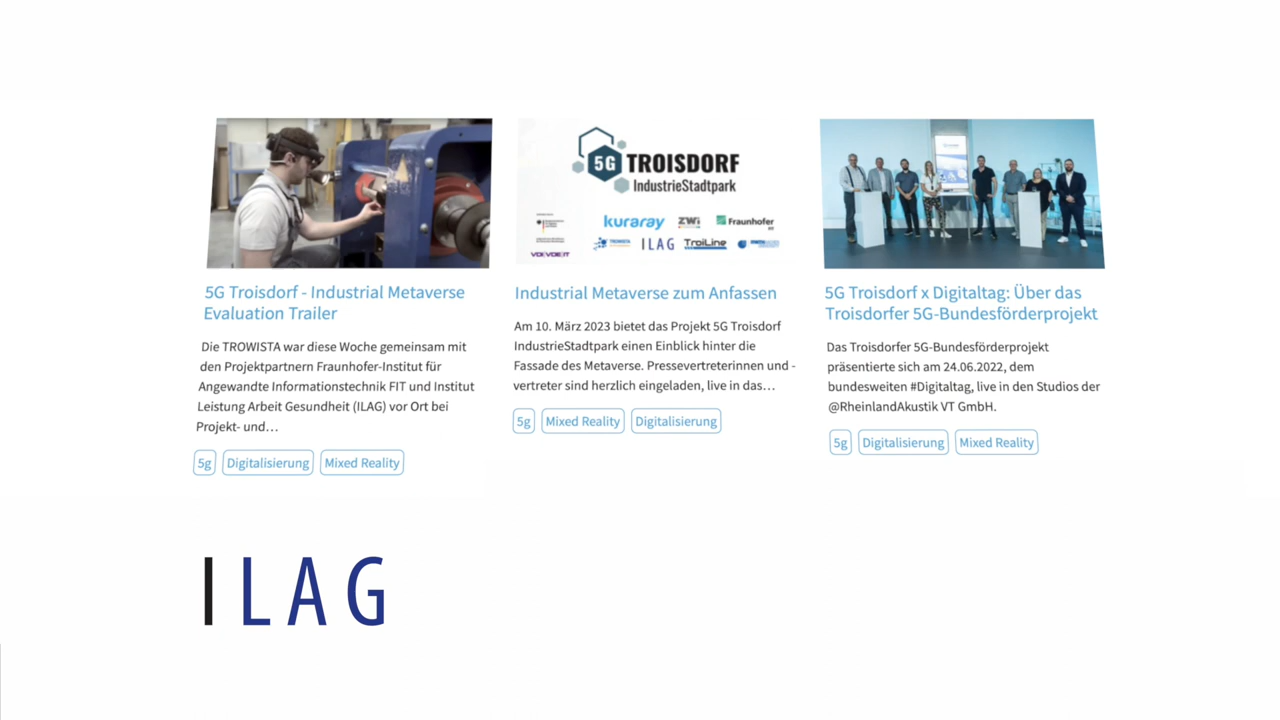 5G TROISDORF
IndustrieStadtpark
kuraray ZWi Fraunhofer
TROWISTA ILAG TroiLine
5G Troisdorf - Industrial Metaverse
Evaluation Trailer
Die TROWISTA war diese Woche gemeinsam mit
den Projektpartnern Fraunhofer-Institut für
Angewandte Informationstechnik FIT und Institut
Leistung Arbeit Gesundheit (ILAG) vor Ort bei
Projekt- und…
5g Digitalisierung Mixed Reality
Industrial Metaverse zum Anfassen
Am 10. März 2023 bietet das Projekt 5G Troisdorf
IndustrieStadtpark einen Einblick hinter die
Fassade des Metaverse. Pressevertreterinnen und -
vertreter sind herzlich eingeladen, live in das…
5g Mixed Reality Digitalisierung
5G Troisdorf x Digitaltag: Über das
Troisdorfer 5G-Bundesförderprojekt
Das Troisdorfer 5G-Bundesförderprojekt
präsentierte sich am 24.06.2022, dem
bundesweiten #Digitaltag, live in den Studios der
@RheinlandAkustik VT GmbH.
5g Digitalisierung Mixed Reality
ILAG